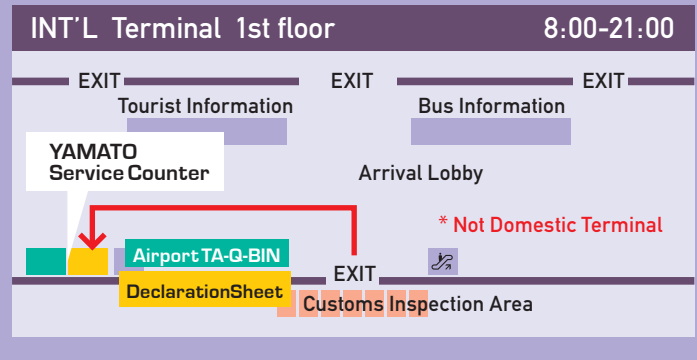 INT'L Terminal 1st floor 8:00-21:00
EXIT EXIT EXIT
Tourist Information Bus Information
YAMATO
Service Counter
Arrival Lobby
* Not Domestic Terminal
Airport TA-Q-BIN
EXIT
DeclarationSheet
Customs Inspection Area